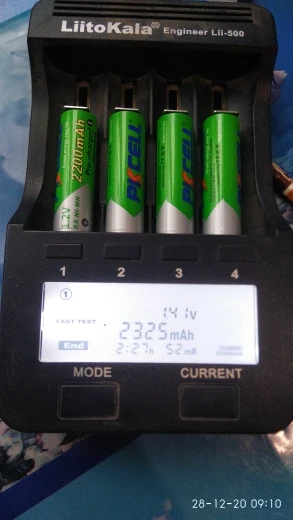 LiitoKala® Engineer Lii-500
2200mAh
1.2V
PKCELL
PKCELL
1 2 3 4
1
1.41V
FAST TEST
2325mAh
End
2:27h 52mR
CURRENT
MODE CURRENT
28-12-20 09:10